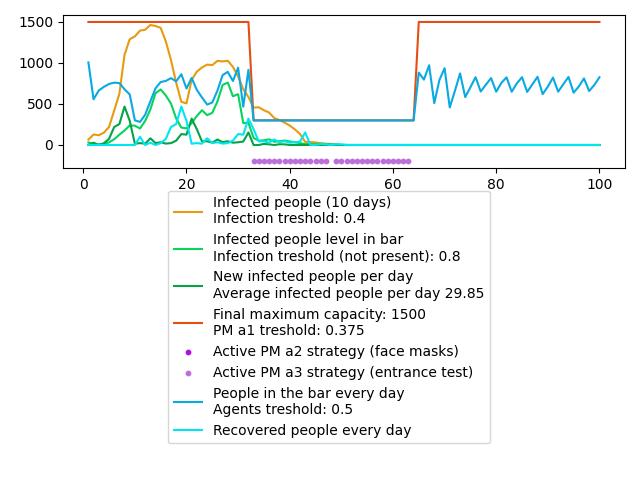 1500
1000
500
0
0
20
40
60
80
100
Infected people (10 days)
Infection treshold: 0.4
Infected people level in bar
Infection treshold (not present): 0.8
New infected people per day
Average infected people per day 29.85
Final maximum capacity: 1500
PM a1 treshold: 0.375
Active PM a2 strategy (face masks)
Active PM a3 strategy (entrance test)
People in the bar every day
Agents treshold: 0.5
Recovered people every day